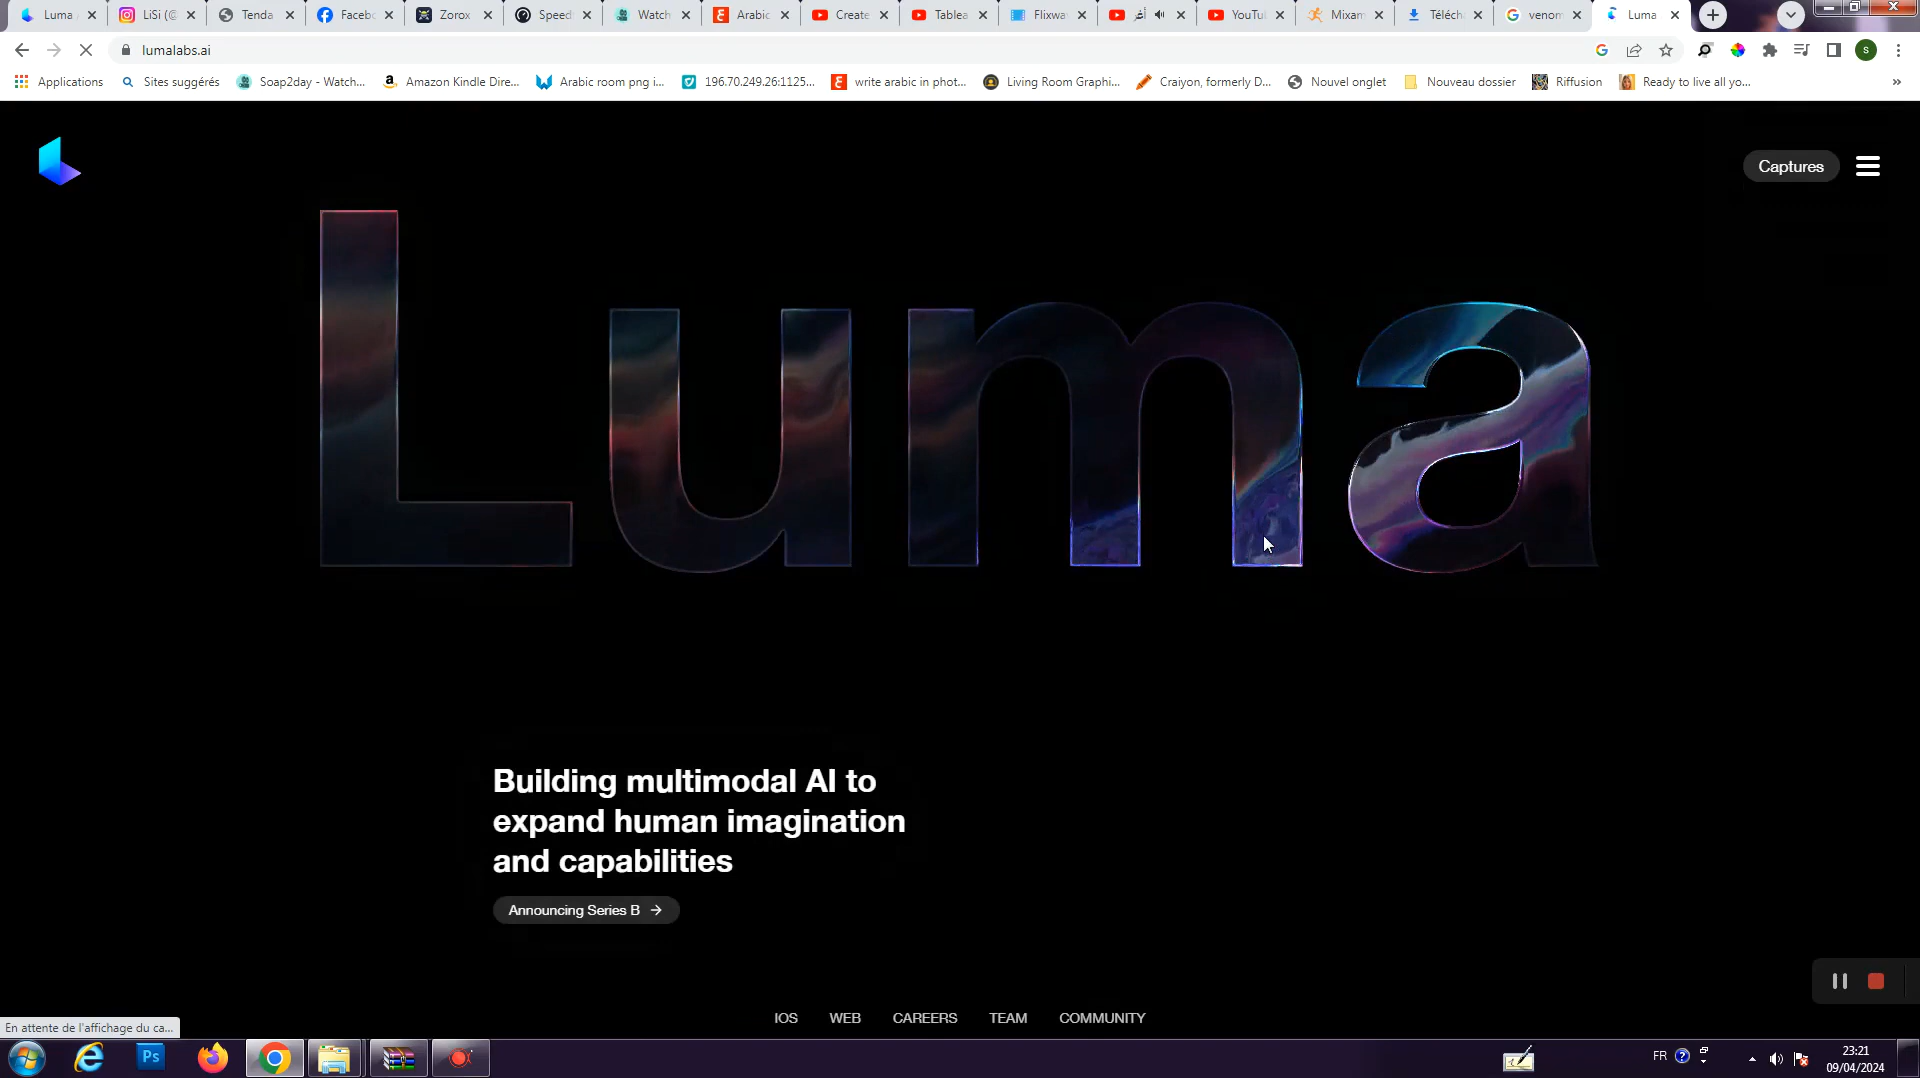 Luma
LiSi (@
Tenda
Facebo
Zorox
Speed
Watch
Arabic
Create
Tablea
Flixwa
YouTu
Mixam
Téléch
venom
Luma
lumalabs.ai
s
Applications
Sites suggérés
Soap2day - Watch...
Amazon Kindle Dire...
Arabic room png i...
196.70.249.26:1125...
write arabic in phot...
Living Room Graphi...
Craiyon, formerly D...
Nouvel onglet
Nouveau dossier
Riffusion
Ready to live all yo...
»
Captures
Luma
Building multimodal AI to
expand human imagination
and capabilities
Announcing Series B →
IOS WEB CAREERS TEAM COMMUNITY
En attente de l'affichage du ca...
Ps
FR
23:21
09/04/2024